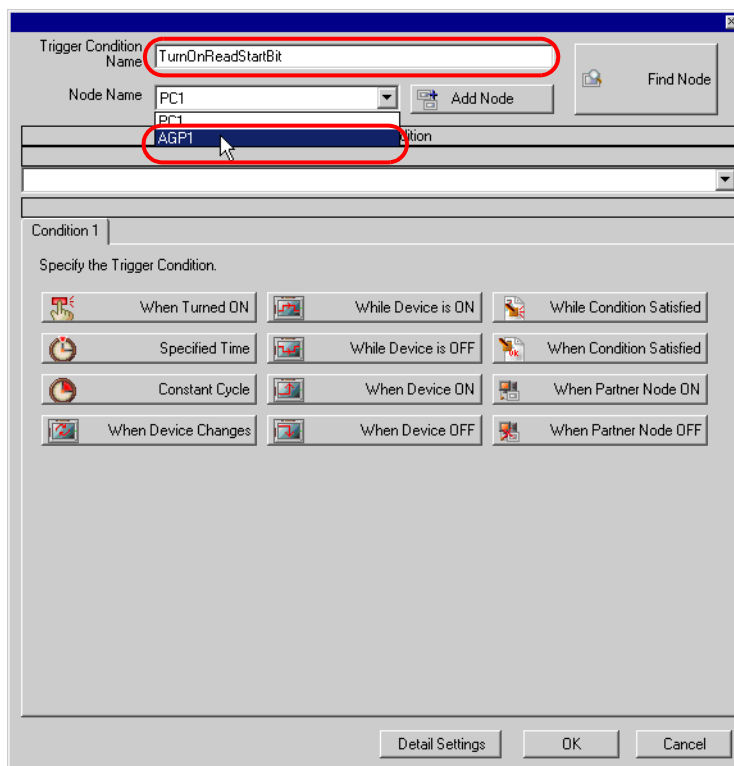 Trigger Condition
Name
TurnOnReadStartBit
Find Node
Node Name
PC1
Add Node
PC1
AGP1
Condition 1
Specify the Trigger Condition.
When Turned ON
While Device is ON
While Condition Satisfied
Specified Time
While Device is OFF
When Condition Satisfied
Constant Cycle
When Device ON
When Partner Node ON
When Device Changes
When Device OFF
When Partner Node OFF
Detail Settings
OK
Cancel